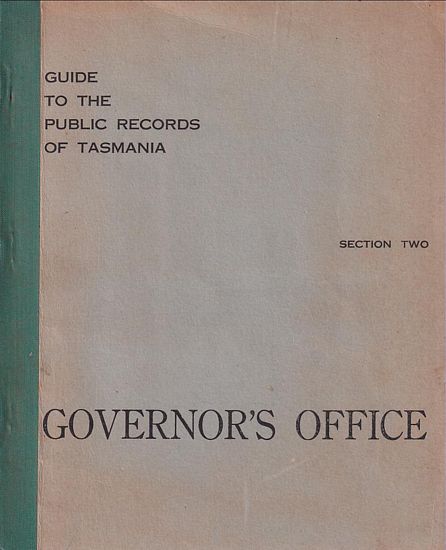 GUIDE
TO THE
PUBLIC RECORDS
OF TASMANIA
SECTION TWO
GOVERNOR'S OFFICE